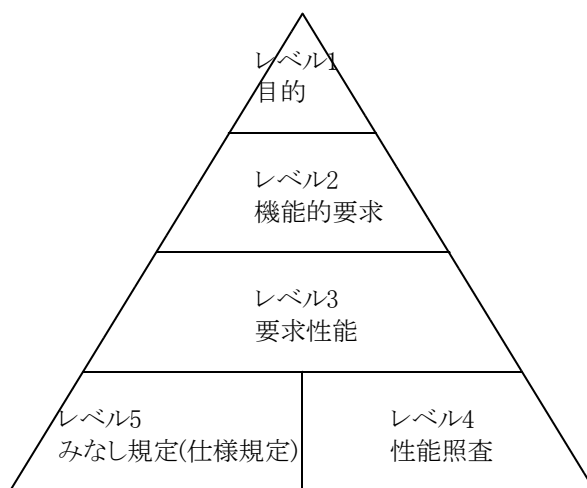 レベル1
目的
レベル2
機能的要求
レベル3
要求性能
レベル5
みなし規定(仕様規定)
レベル4
性能照査